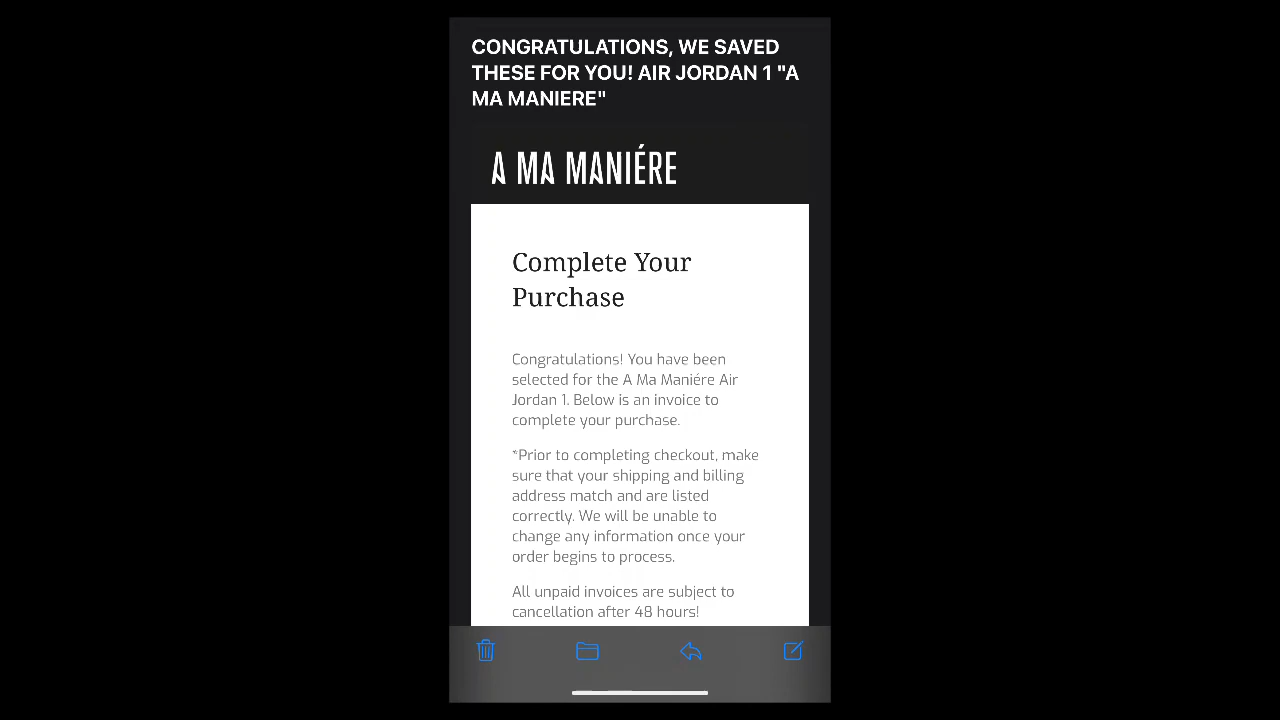 CONGRATULATIONS, WE SAVED
THESE FOR YOU! AIR JORDAN 1 "A
MA MANIERE"
A MA MANIÉRE
Complete Your
Purchase
Congratulations! You have been
selected for the A Ma Maniére Air
Jordan 1. Below is an invoice to
complete your purchase.
*Prior to completing checkout, make
sure that your shipping and billing
address match and are listed
correctly. We will be unable to
change any information once your
order begins to process.
All unpaid invoices are subject to
cancellation after 48 hours!